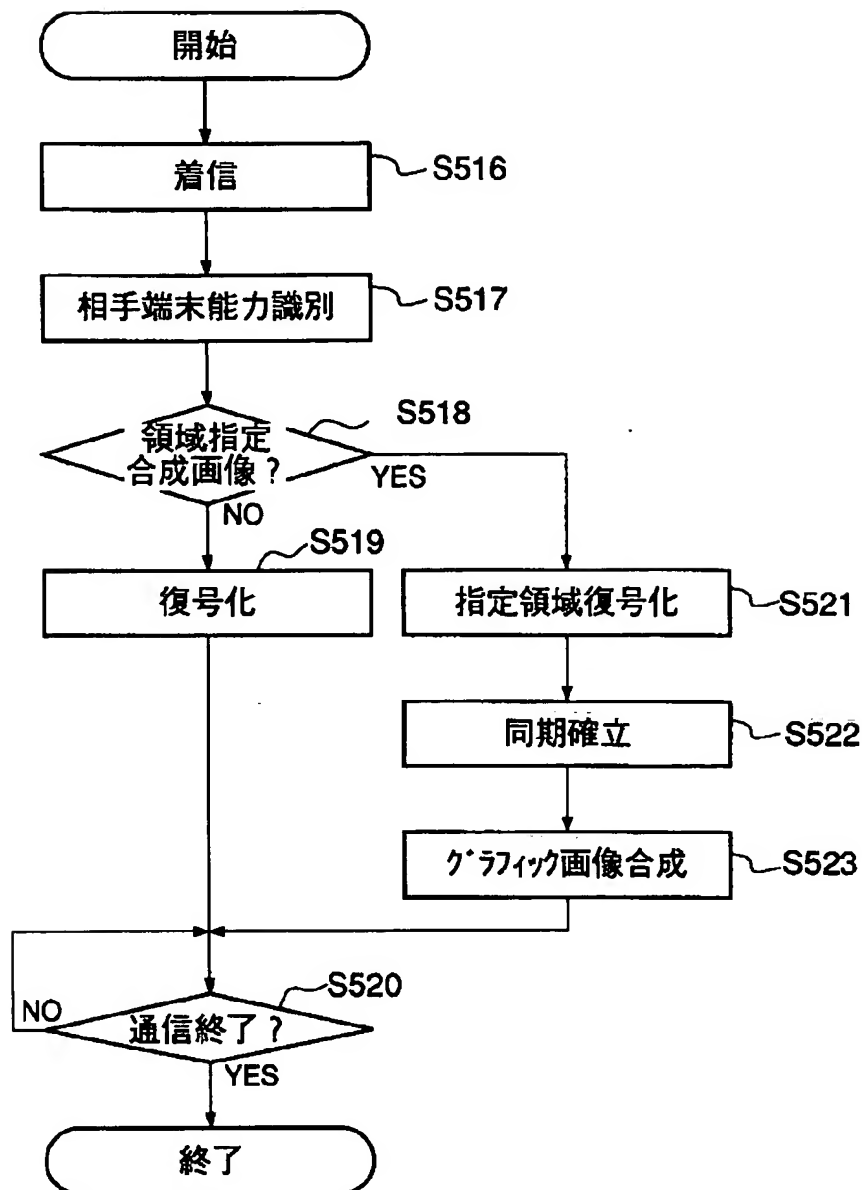 開始
着信
S516
相手端末能力識別
S517
領域指定
合成画像?
S518
YES
NO
復号化
S519
指定領域復号化
S521
同期確立
S522
グラフィック画像合成
S523
通信終了?
S520
NO
YES
終了